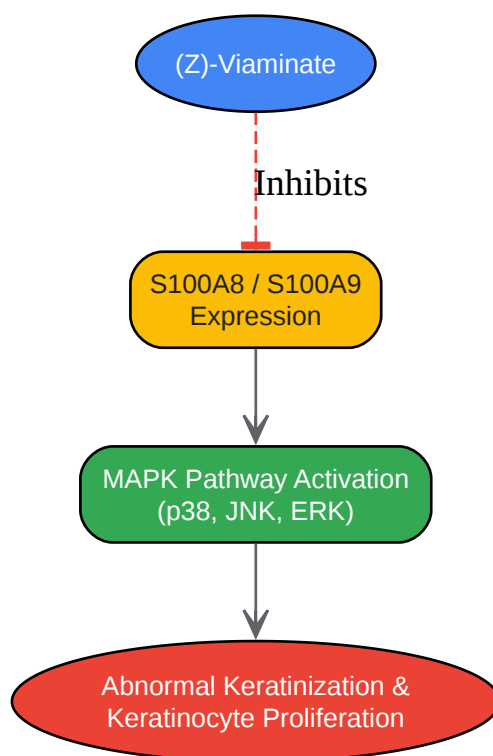 (Z)-Viaminate
Inhibits
S100A8 / S100A9
Expression
MAPK Pathway Activation
(p38, JNK, ERK)
Abnormal Keratinization &
Keratinocyte Proliferation